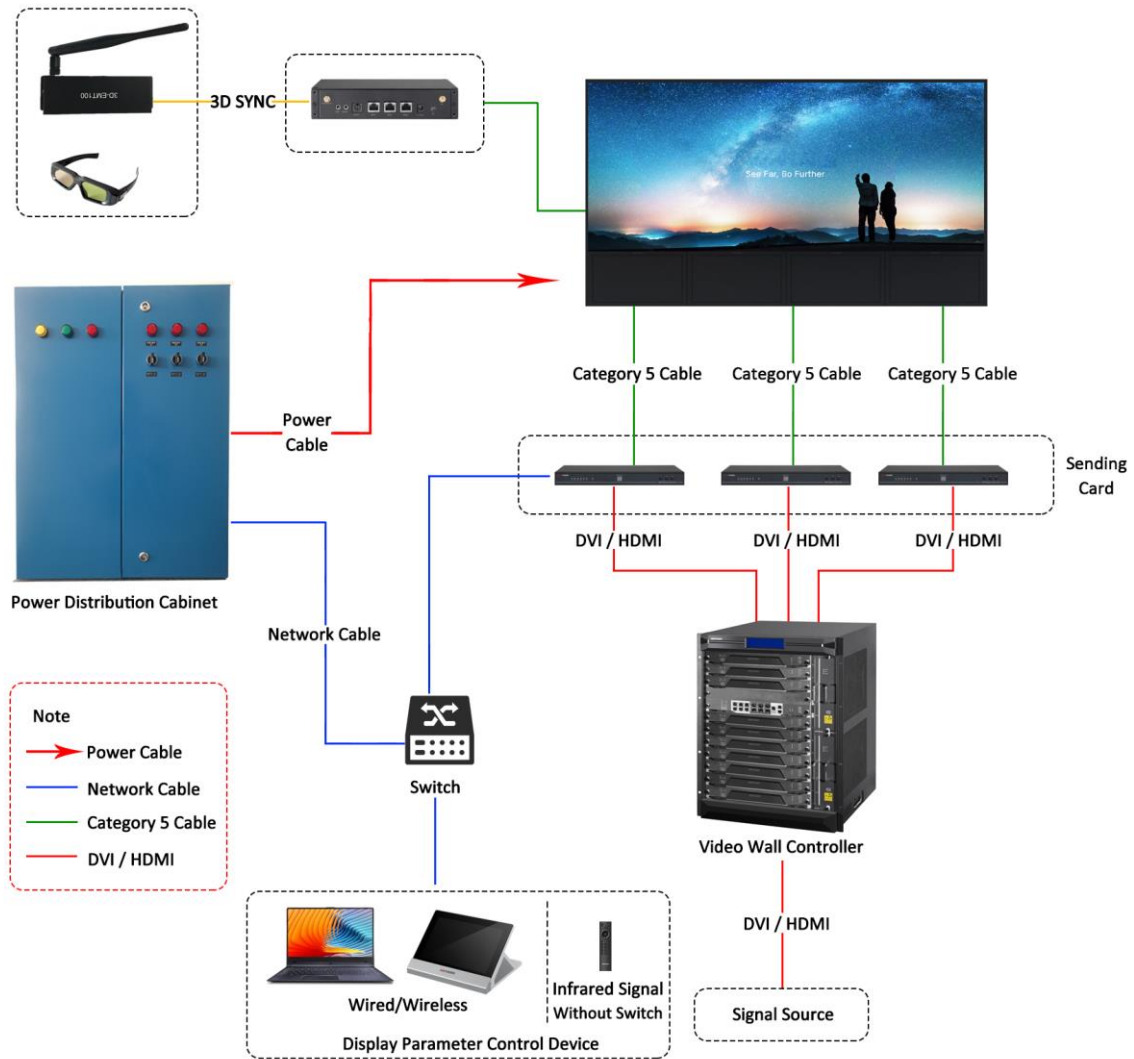 3D-EMT100
3D SYNC
See Far, Go Further
Category 5 Cable
Category 5 Cable
Category 5 Cable
Power
Cable
Sending
Card
DVI / HDMI
DVI / HDMI
DVI / HDMI
Power Distribution Cabinet
Network Cable
Note
Power Cable
Network Cable
Category 5 Cable
DVI / HDMI
Switch
Video Wall Controller
DVI / HDMI
Wired/Wireless
Infrared Signal
Without Switch
Display Parameter Control Device
Signal Source